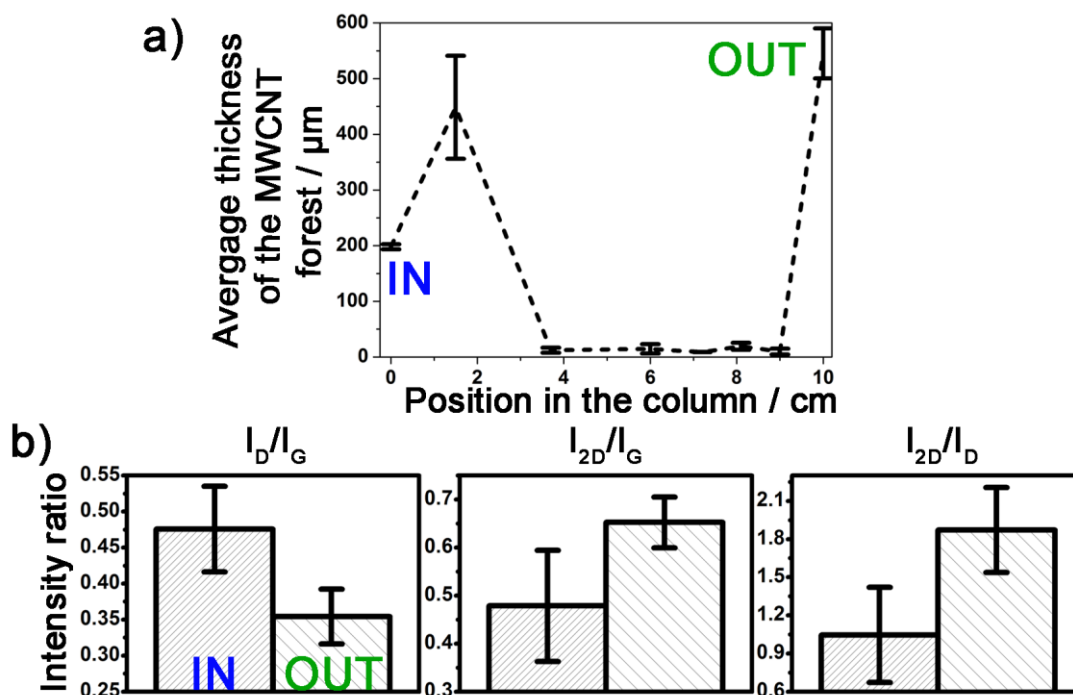 a)
Avergage thickness
of the MWCNT
forest / µm
600
500
400
300
200
100
0
IN
OUT
0 2 4 6 8 10
Position in the column / cm
b)
I_D/I_G I_2D/I_G I_2D/I_D
Intensity ratio
0.55
0.50
0.45
0.40
0.35
0.30
0.25
IN OUT
0.7
0.6
0.5
0.4
0.3
2.1
1.8
1.5
1.2
0.9
0.6